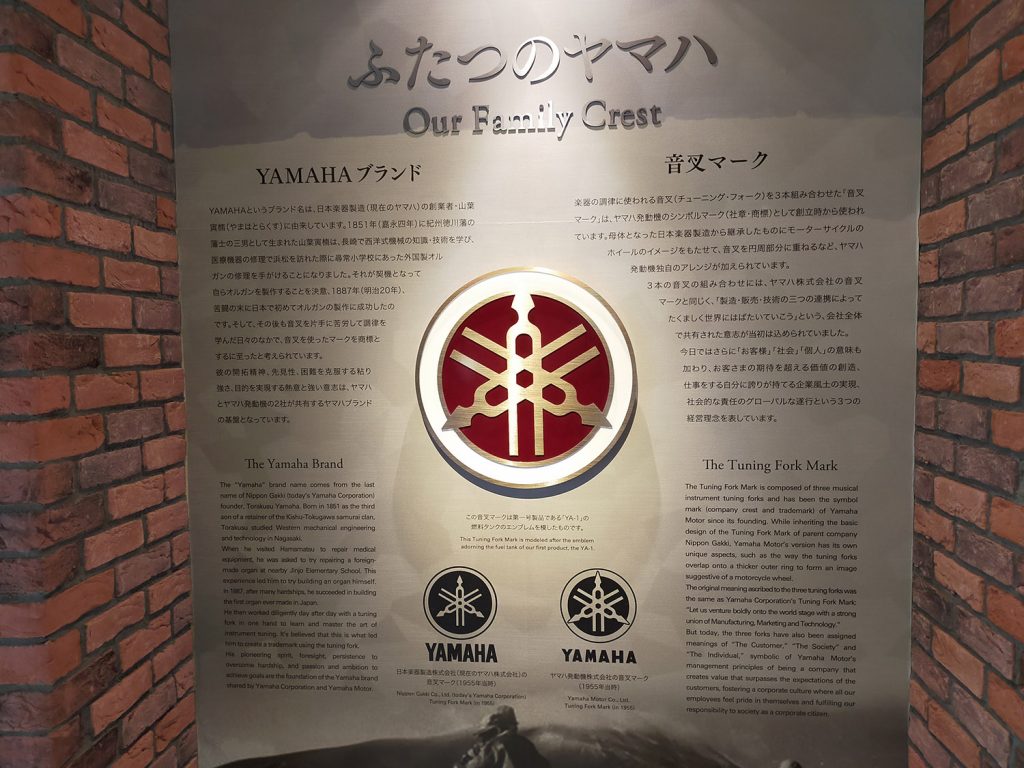 ふたつのヤマハ
Our Family Crest
YAMAHAブランド
YAMAHAというブランド名は、日本楽器製造（現在のヤマハ）の創業者・山葉
寅楠（やまはとらくす）に由来しています。1851年（嘉永四年）に紀州徳川藩の
藩士の三男として生まれた山葉寅楠は、長崎で西洋式機械の知識・技術を学び、
医療機器の修理で浜松を訪れた際に尋常小学校にあった外国製オル
ガンの修理を手がけることになりました。それが契機となって
自らオルガンを製作することを決意、1887年（明治20年）、
苦闘の末に日本で初めてオルガンの製作に成功したの
です。そして、その後も音叉を片手に苦労して調律を
学んだ日々のなかで、音叉を使ったマークを商標と
するに至ったと考えられています。
彼の開拓精神、先見性、困難を克服する粘り
強さ、目的を実現する熱意と強い意志は、ヤマハ
とヤマハ発動機の2社が共有するヤマハブランド
の基盤となっています。
音叉マーク
楽器の調律に使われる音叉（チューニング・フォーク）を3本組み合わせた「音叉
マーク」は、ヤマハ発動機のシンボルマーク（社章・商標）として創立時から使われ
ています。母体となった日本楽器製造から継承したものにモーターサイクルの
ホイールのイメージをもたせて、音叉を円周部分に重ねるなど、ヤマハ
発動機独自のアレンジが加えられています。
3本の音叉の組み合わせには、ヤマハ株式会社の音叉
マークと同じく、「製造・販売・技術の三つの連携によって
たくましく世界にはばたいていこう」という、会社全体
で共有された意志が当初は込められていました。
今日ではさらに「お客様」「社会」「個人」の意味も
加わり、お客さまの期待を超える価値の創造、
仕事をする自分に誇りが持てる企業風土の実現、
社会的な責任のグローバルな遂行という3つの
経営理念を表しています。
The Yamaha Brand
The "Yamaha" brand name comes from the last
name of Nippon Gakki (today's Yamaha Corporation)
founder, Torakusu Yamaha. Born in 1851 as the third
son of a retainer of the Kishu-Tokugawa samurai clan,
Torakusu studied Western mechanical engineering
and technology in Nagasaki.
When he visited Hamamatsu to repair medical
equipment, he was asked to try repairing a foreign-
made organ at nearby Jinjo Elementary School. This
experience led him to try building an organ himself.
In 1887, after many hardships, he succeeded in building
the first organ ever made in Japan.
He then worked diligently day after day with a tuning
fork in one hand to learn and master the art of
instrument tuning. It's believed that this is what led
him to create a trademark using the tuning fork.
His pioneering spirit, foresight, persistence to
overcome hardship, and passion and ambition to
achieve goals are the foundation of the Yamaha brand
shared by Yamaha Corporation and Yamaha Motor.
この音叉マークは第一号製品である「YA-1」の
燃料タンクのエンブレムを模したものです。
This Tuning Fork Mark is modeled after the emblem
adorning the fuel tank of our first product, the YA-1.
YAMAHA
日本楽器製造株式会社（現在のヤマハ株式会社）の
音叉マーク（1955年当時）
Nippon Gakki Co., Ltd. (today's Yamaha Corporation)
Tuning Fork Mark (in 1955)
YAMAHA
ヤマハ発動機株式会社の音叉マーク
（1955年当時）
Yamaha Motor Co., Ltd.
Tuning Fork Mark (in 1955)
The Tuning Fork Mark
The Tuning Fork Mark is composed of three musical
instrument tuning forks and has been the symbol
mark (company crest and trademark) of Yamaha
Motor since its founding. While inheriting the basic
design of the Tuning Fork Mark of parent company
Nippon Gakki, Yamaha Motor's version has its own
unique aspects, such as the way the tuning forks
overlap onto a thicker outer ring to form an image
suggestive of a motorcycle wheel.
The original meaning ascribed to the three tuning forks was
the same as Yamaha Corporation's Tuning Fork Mark:
"Let us venture boldly onto the world stage with a strong
union of Manufacturing, Marketing and Technology."
But today, the three forks have also been assigned
meanings of "The Customer," "The Society" and
"The Individual," symbolic of Yamaha Motor's
management principles of being a company that
creates value that surpasses the expectations of the
customers, fostering a corporate culture where all our
employees feel pride in themselves and fulfilling our
responsibility to society as a corporate citizen.